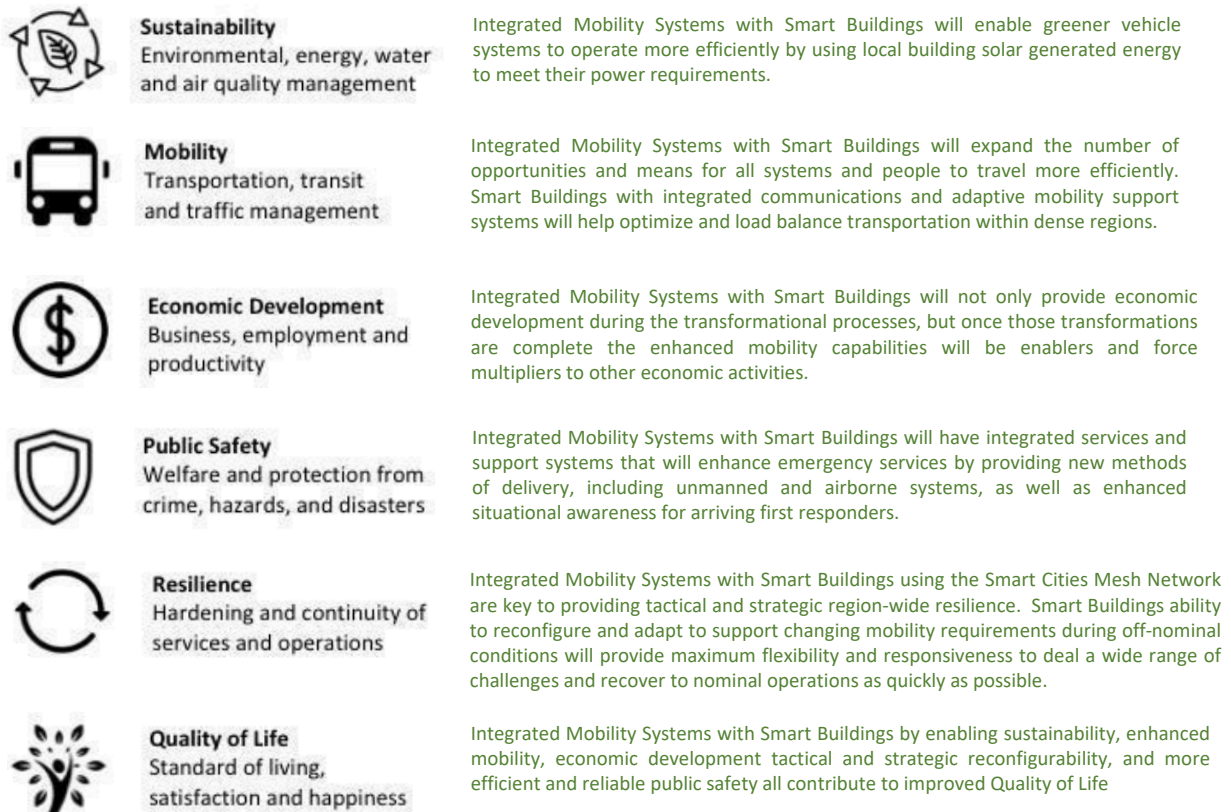 Sustainability
Environmental, energy, water
and air quality management
Integrated Mobility Systems with Smart Buildings will enable greener vehicle
systems to operate more efficiently by using local building solar generated energy
to meet their power requirements.
Mobility
Transportation, transit
and traffic management
Integrated Mobility Systems with Smart Buildings will expand the number of
opportunities and means for all systems and people to travel more efficiently.
Smart Buildings with integrated communications and adaptive mobility support
systems will help optimize and load balance transportation within dense regions.
$
Economic Development
Business, employment and
productivity
Integrated Mobility Systems with Smart Buildings will not only provide economic
development during the transformational processes, but once those transformations
are complete the enhanced mobility capabilities will be enablers and force
multipliers to other economic activities.
Public Safety
Welfare and protection from
crime, hazards, and disasters
Integrated Mobility Systems with Smart Buildings will have integrated services and
support systems that will enhance emergency services by providing new methods
of delivery, including unmanned and airborne systems, as well as enhanced
situational awareness for arriving first responders.
Resilience
Hardening and continuity of
services and operations
Integrated Mobility Systems with Smart Buildings using the Smart Cities Mesh Network
are key to providing tactical and strategic region-wide resilience. Smart Buildings ability
to reconfigure and adapt to support changing mobility requirements during off-nominal
conditions will provide maximum flexibility and responsiveness to deal a wide range of
challenges and recover to nominal operations as quickly as possible.
Quality of Life
Standard of living,
satisfaction and happiness
Integrated Mobility Systems with Smart Buildings by enabling sustainability, enhanced
mobility, economic development tactical and strategic reconfigurability, and more
efficient and reliable public safety all contribute to improved Quality of Life